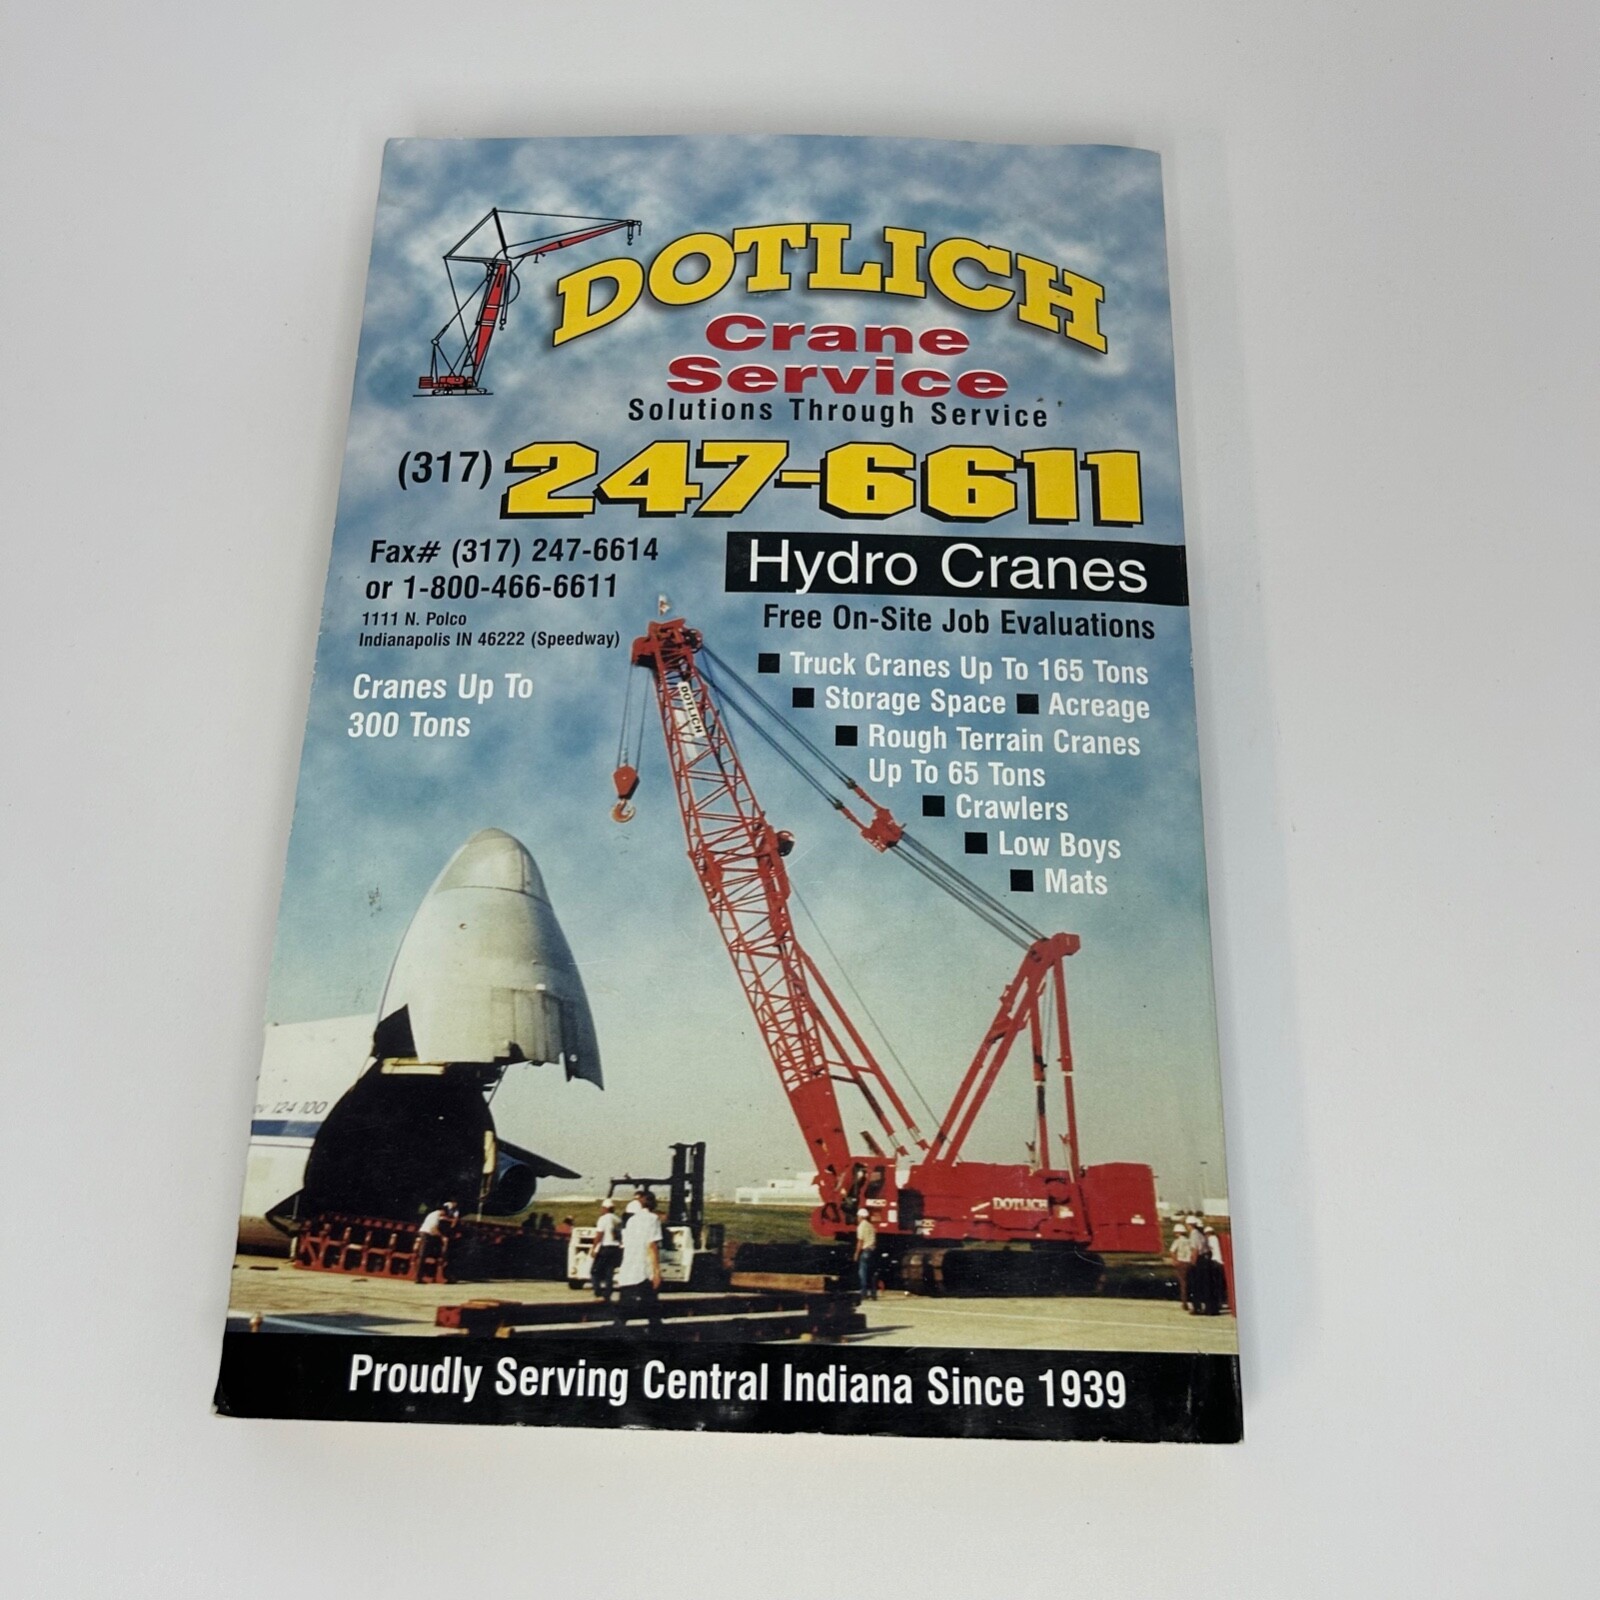 DOTLICH
Crane
Service
Solutions Through Service
(317) 247-6611
Fax# (317) 247-6614
or 1-800-466-6611
1111 N. Polco
Indianapolis IN 46222 (Speedway)
Cranes Up To
300 Tons
Hydro Cranes
Free On-Site Job Evaluations
■ Truck Cranes Up To 165 Tons
■ Storage Space ■ Acreage
■ Rough Terrain Cranes
Up To 65 Tons
■ Crawlers
■ Low Boys
■ Mats
DOTLICH
124 100
DOTLICH
Proudly Serving Central Indiana Since 1939